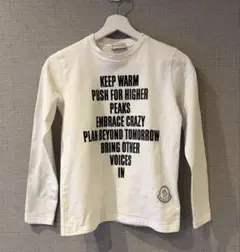 KEEP WARM
PUSH FOR HIGHER
PEAKS
EMBRACE CRAZY
PLAN BEYOND TOMORROW
BRING OTHER
VOICES
IN